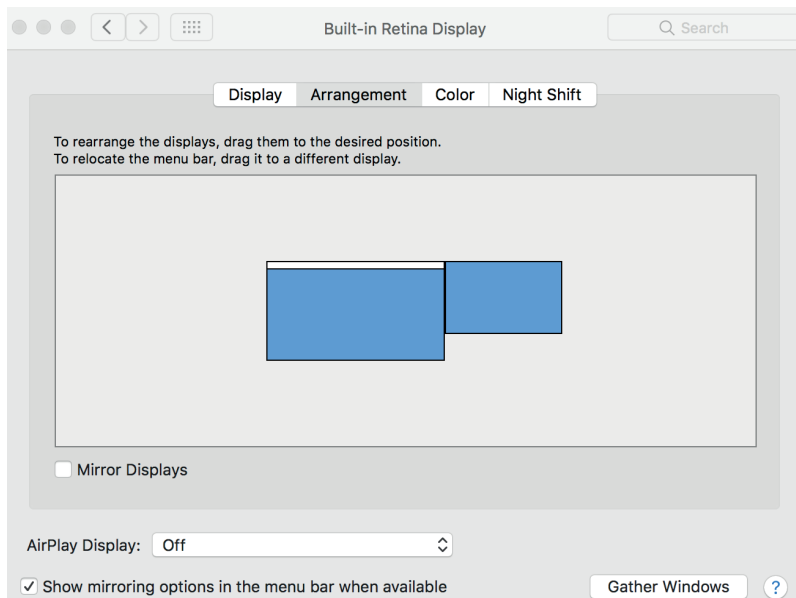 Built-in Retina Display
Search
Display Arrangement Color Night Shift
To rearrange the displays, drag them to the desired position.
To relocate the menu bar, drag it to a different display.
Mirror Displays
AirPlay Display: Off
Show mirroring options in the menu bar when available
Gather Windows
?